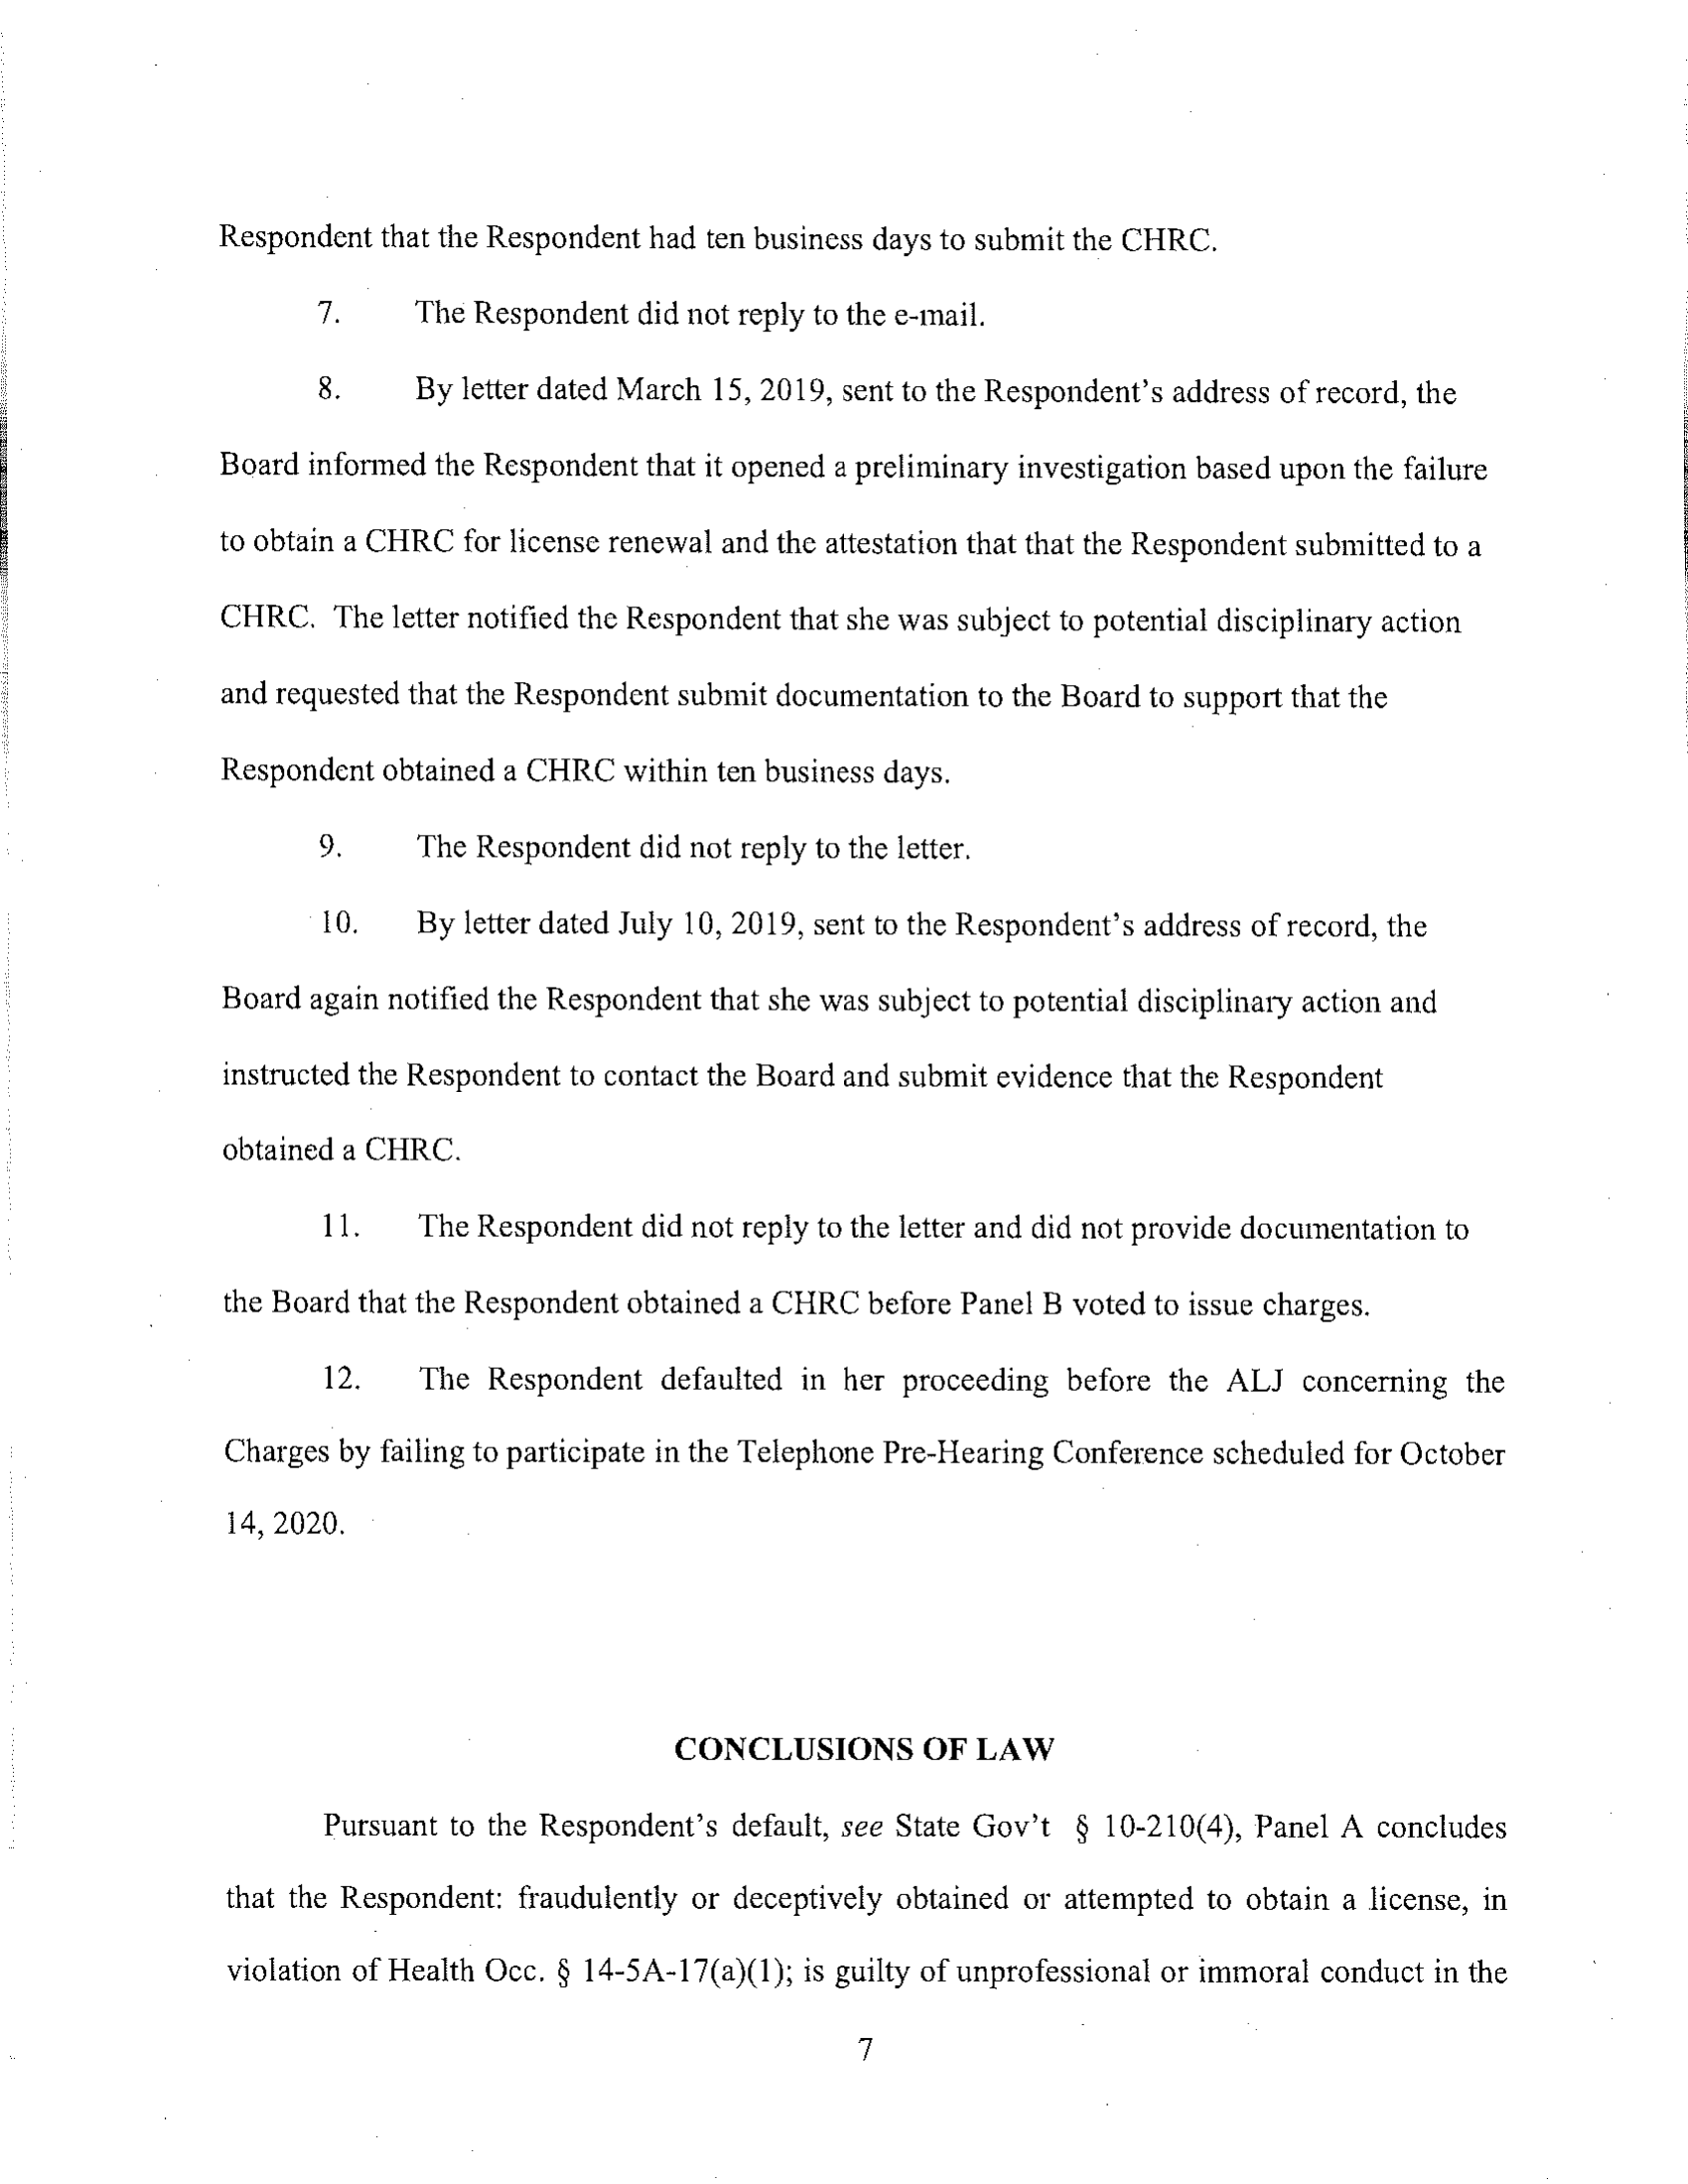 Respondent that the Respondent had ten business days to submit the CHRC.
7. The Respondent did not reply to the e-mail.
8. By letter dated March 15, 2019, sent to the Respondent's address of record, the
Board informed the Respondent that it opened a preliminary investigation based upon the failure
to obtain a CHRC for license renewal and the attestation that that the Respondent submitted to a
CHRC. The letter notified the Respondent that she was subject to potential disciplinary action
and requested that the Respondent submit documentation to the Board to support that the
Respondent obtained a CHRC within ten business days.
9. The Respondent did not reply to the letter.
10. By letter dated July 10, 2019, sent to the Respondent's address of record, the
Board again notified the Respondent that she was subject to potential disciplinary action and
instructed the Respondent to contact the Board and submit evidence that the Respondent
obtained a CHRC.
11. The Respondent did not reply to the letter and did not provide documentation to
the Board that the Respondent obtained a CHRC before Panel B voted to issue charges.
12. The Respondent defaulted in her proceeding before the ALJ concerning the
Charges by failing to participate in the Telephone Pre-Hearing Conference scheduled for October
14, 2020.
CONCLUSIONS OF LAW
Pursuant to the Respondent's default, see State Gov't § 10-210(4), Panel A concludes
that the Respondent: fraudulently or deceptively obtained or attempted to obtain a license, in
violation of Health Occ. § 14-5A-17(a)(1); is guilty of unprofessional or immoral conduct in the
7